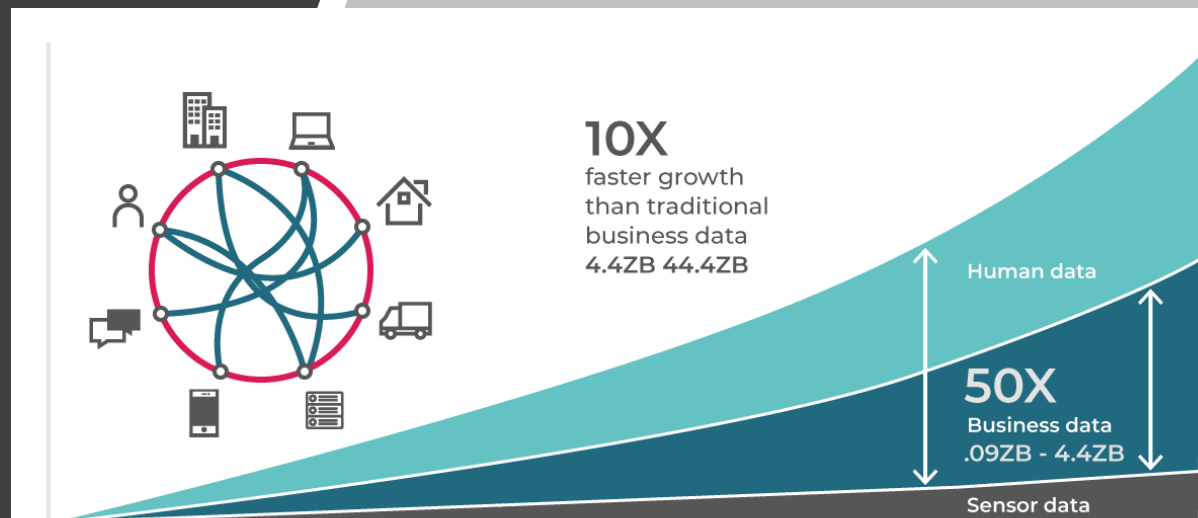 10X
faster growth
than traditional
business data
4.4ZB 44.4ZB
Human data
50X
Business data
.09ZB - 4.4ZB
Sensor data